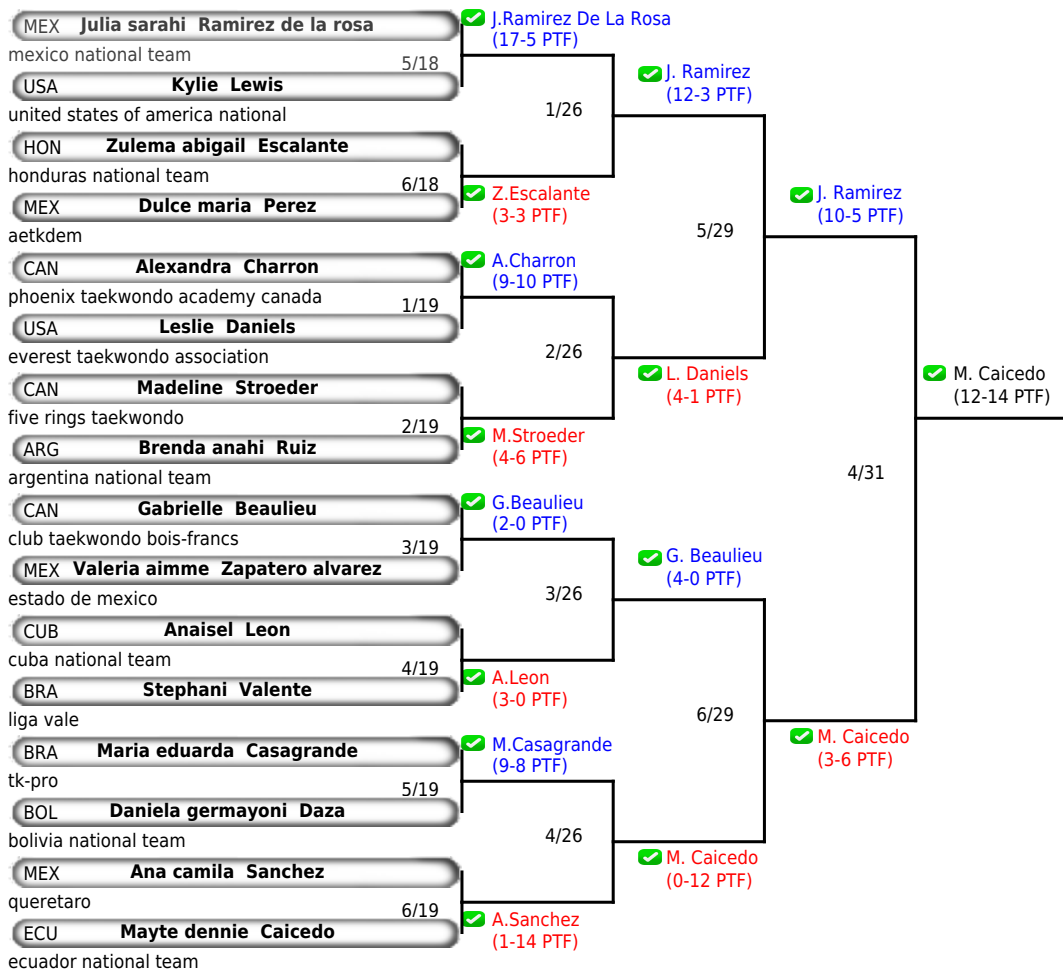 MEX Julia sarahi Ramirez de la rosa
mexico national team
5/18
USA Kylie Lewis
united states of america national
HON Zulema abigail Escalante
honduras national team
6/18
MEX Dulce maria Perez
aetkdem
CAN Alexandra Charron
phoenix taekwondo academy canada
1/19
USA Leslie Daniels
everest taekwondo association
CAN Madeline Stroeder
five rings taekwondo
2/19
ARG Brenda anahi Ruiz
argentina national team
CAN Gabrielle Beaulieu
club taekwondo bois-francs
3/19
MEX Valeria aimme Zapatero alvarez
estado de mexico
CUB Anaisel Leon
cuba national team
4/19
BRA Stephani Valente
liga vale
BRA Maria eduarda Casagrande
tk-pro
5/19
BOL Daniela germayoni Daza
bolivia national team
MEX Ana camila Sanchez
queretaro
6/19
ECU Mayte dennie Caicedo
ecuador national team
J.Ramirez De La Rosa
(17-5 PTF)
1/26
Z.Escalante
(3-3 PTF)
A.Charron
(9-10 PTF)
2/26
M.Stroeder
(4-6 PTF)
G.Beaulieu
(2-0 PTF)
3/26
A.Leon
(3-0 PTF)
M.Casagrande
(9-8 PTF)
4/26
A.Sanchez
(1-14 PTF)
J. Ramirez
(12-3 PTF)
5/29
L. Daniels
(4-1 PTF)
G. Beaulieu
(4-0 PTF)
6/29
M. Caicedo
(0-12 PTF)
J. Ramirez
(10-5 PTF)
4/31
M. Caicedo
(3-6 PTF)
M. Caicedo
(12-14 PTF)